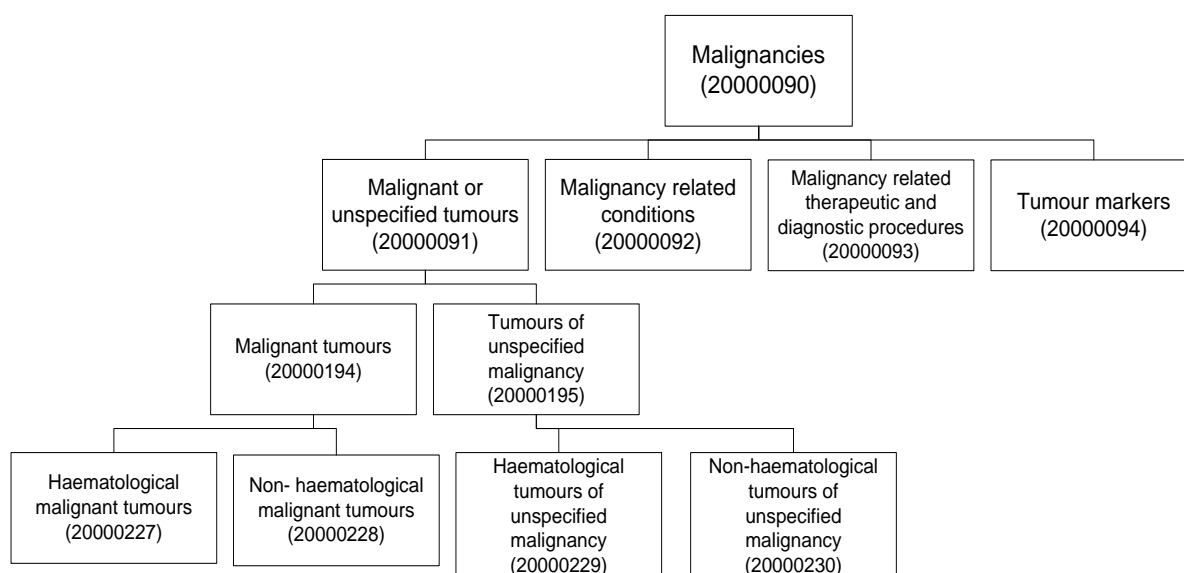 Malignancies
(20000090)
Malignant or
unspecified tumours
(20000091)
Malignancy related
conditions
(20000092)
Malignancy related
therapeutic and
diagnostic procedures
(20000093)
Tumour markers
(20000094)
Malignant tumours
(20000194)
Tumours of
unspecified
malignancy
(20000195)
Haematological
malignant tumours
(20000227)
Non- haematological
malignant tumours
(20000228)
Haematological
tumours of
unspecified
malignancy
(20000229)
Non-haematological
tumours of
unspecified
malignancy
(20000230)